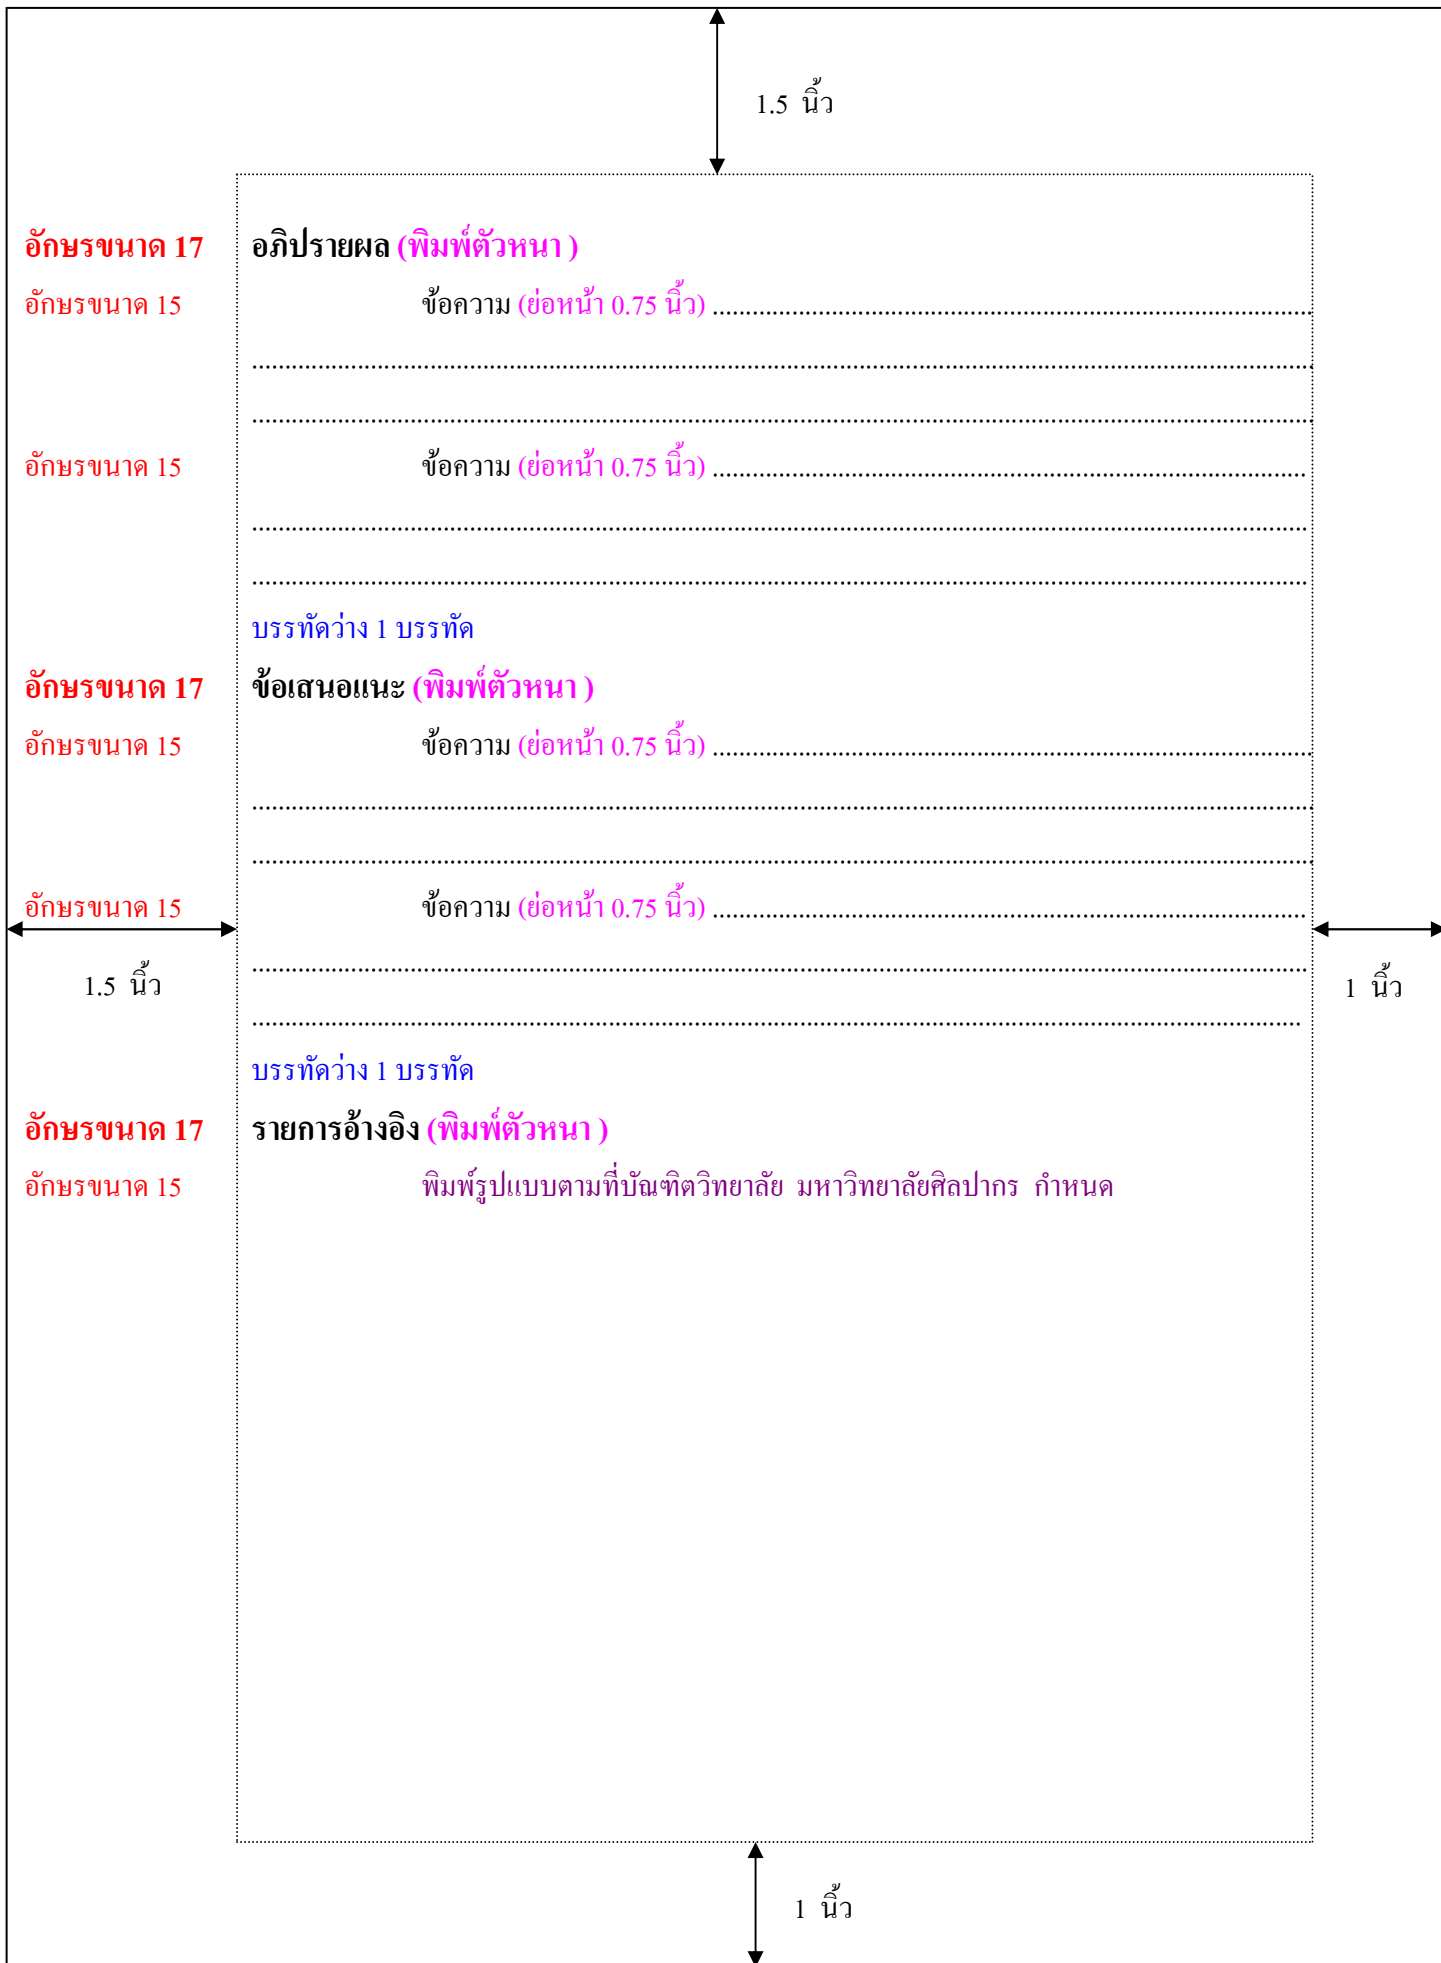 1.5 นิ้ว
อักษรขนาด 17 อภิปรายผล (พิมพ์ตัวหนา )
อักษรขนาด 15 ข้อความ (ย่อหน้า 0.75 นิ้ว) ..........................................................................................
................................................................................................................................................................
................................................................................................................................................................
อักษรขนาด 15 ข้อความ (ย่อหน้า 0.75 นิ้ว) .........................................................................................
...............................................................................................................................................................
...............................................................................................................................................................
บรรทัดว่าง 1 บรรทัด
อักษรขนาด 17 ข้อเสนอแนะ (พิมพ์ตัวหนา )
อักษรขนาด 15 ข้อความ (ย่อหน้า 0.75 นิ้ว) ..........................................................................................
................................................................................................................................................................
................................................................................................................................................................
อักษรขนาด 15 ข้อความ (ย่อหน้า 0.75 นิ้ว) .........................................................................................
...............................................................................................................................................................
1.5 นิ้ว
1 นิ้ว
..............................................................................................................................................................
บรรทัดว่าง 1 บรรทัด
อักษรขนาด 17 รายการอ้างอิง (พิมพ์ตัวหนา )
อักษรขนาด 15 พิมพ์รูปแบบตามที่บัณฑิตวิทยาลัย มหาวิทยาลัยศิลปากร กำหนด
1 นิ้ว